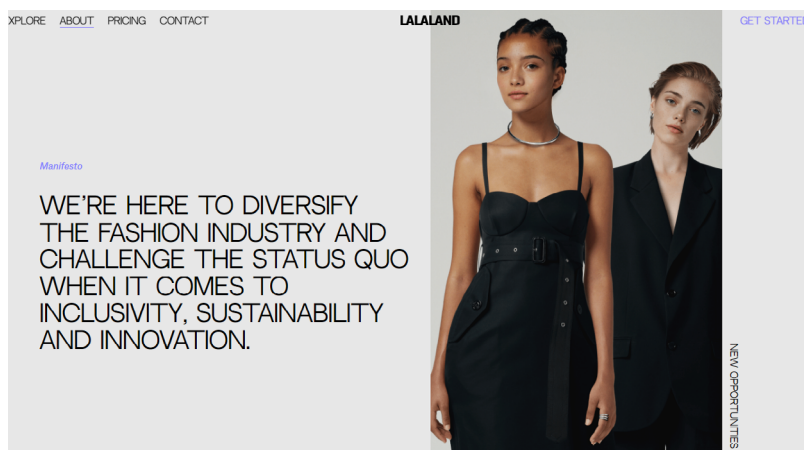 XPLORE ABOUT PRICING CONTACT
LALALAND
GET STARTE
Manifesto
WE'RE HERE TO DIVERSIFY
THE FASHION INDUSTRY AND
CHALLENGE THE STATUS QUO
WHEN IT COMES TO
INCLUSIVITY, SUSTAINABILITY
AND INNOVATION.
NEW OPPORTUNITIES